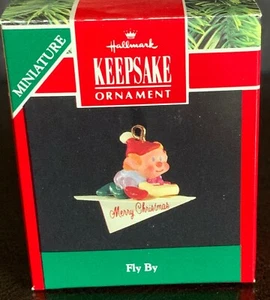 Hallmark
KEEPSAKE
ORNAMENT
MINIATURE
Merry Christmas
Fly By